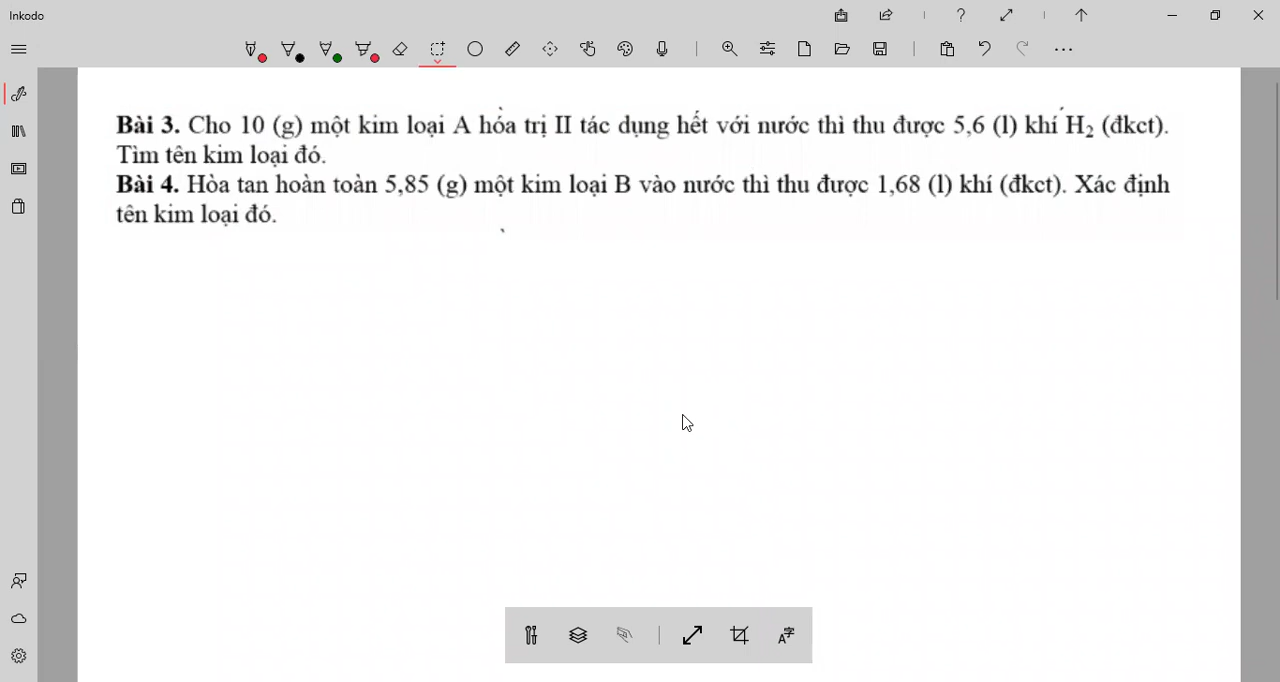 Inkodo
Bài 3. Cho 10 (g) một kim loại A hóa trị II tác dụng hết với nước thì thu được 5,6 (l) khí H₂ (đkct).
Tìm tên kim loại đó.
Bài 4. Hòa tan hoàn toàn 5,85 (g) một kim loại B vào nước thì thu được 1,68 (l) khí (đkct). Xác định
tên kim loại đó.